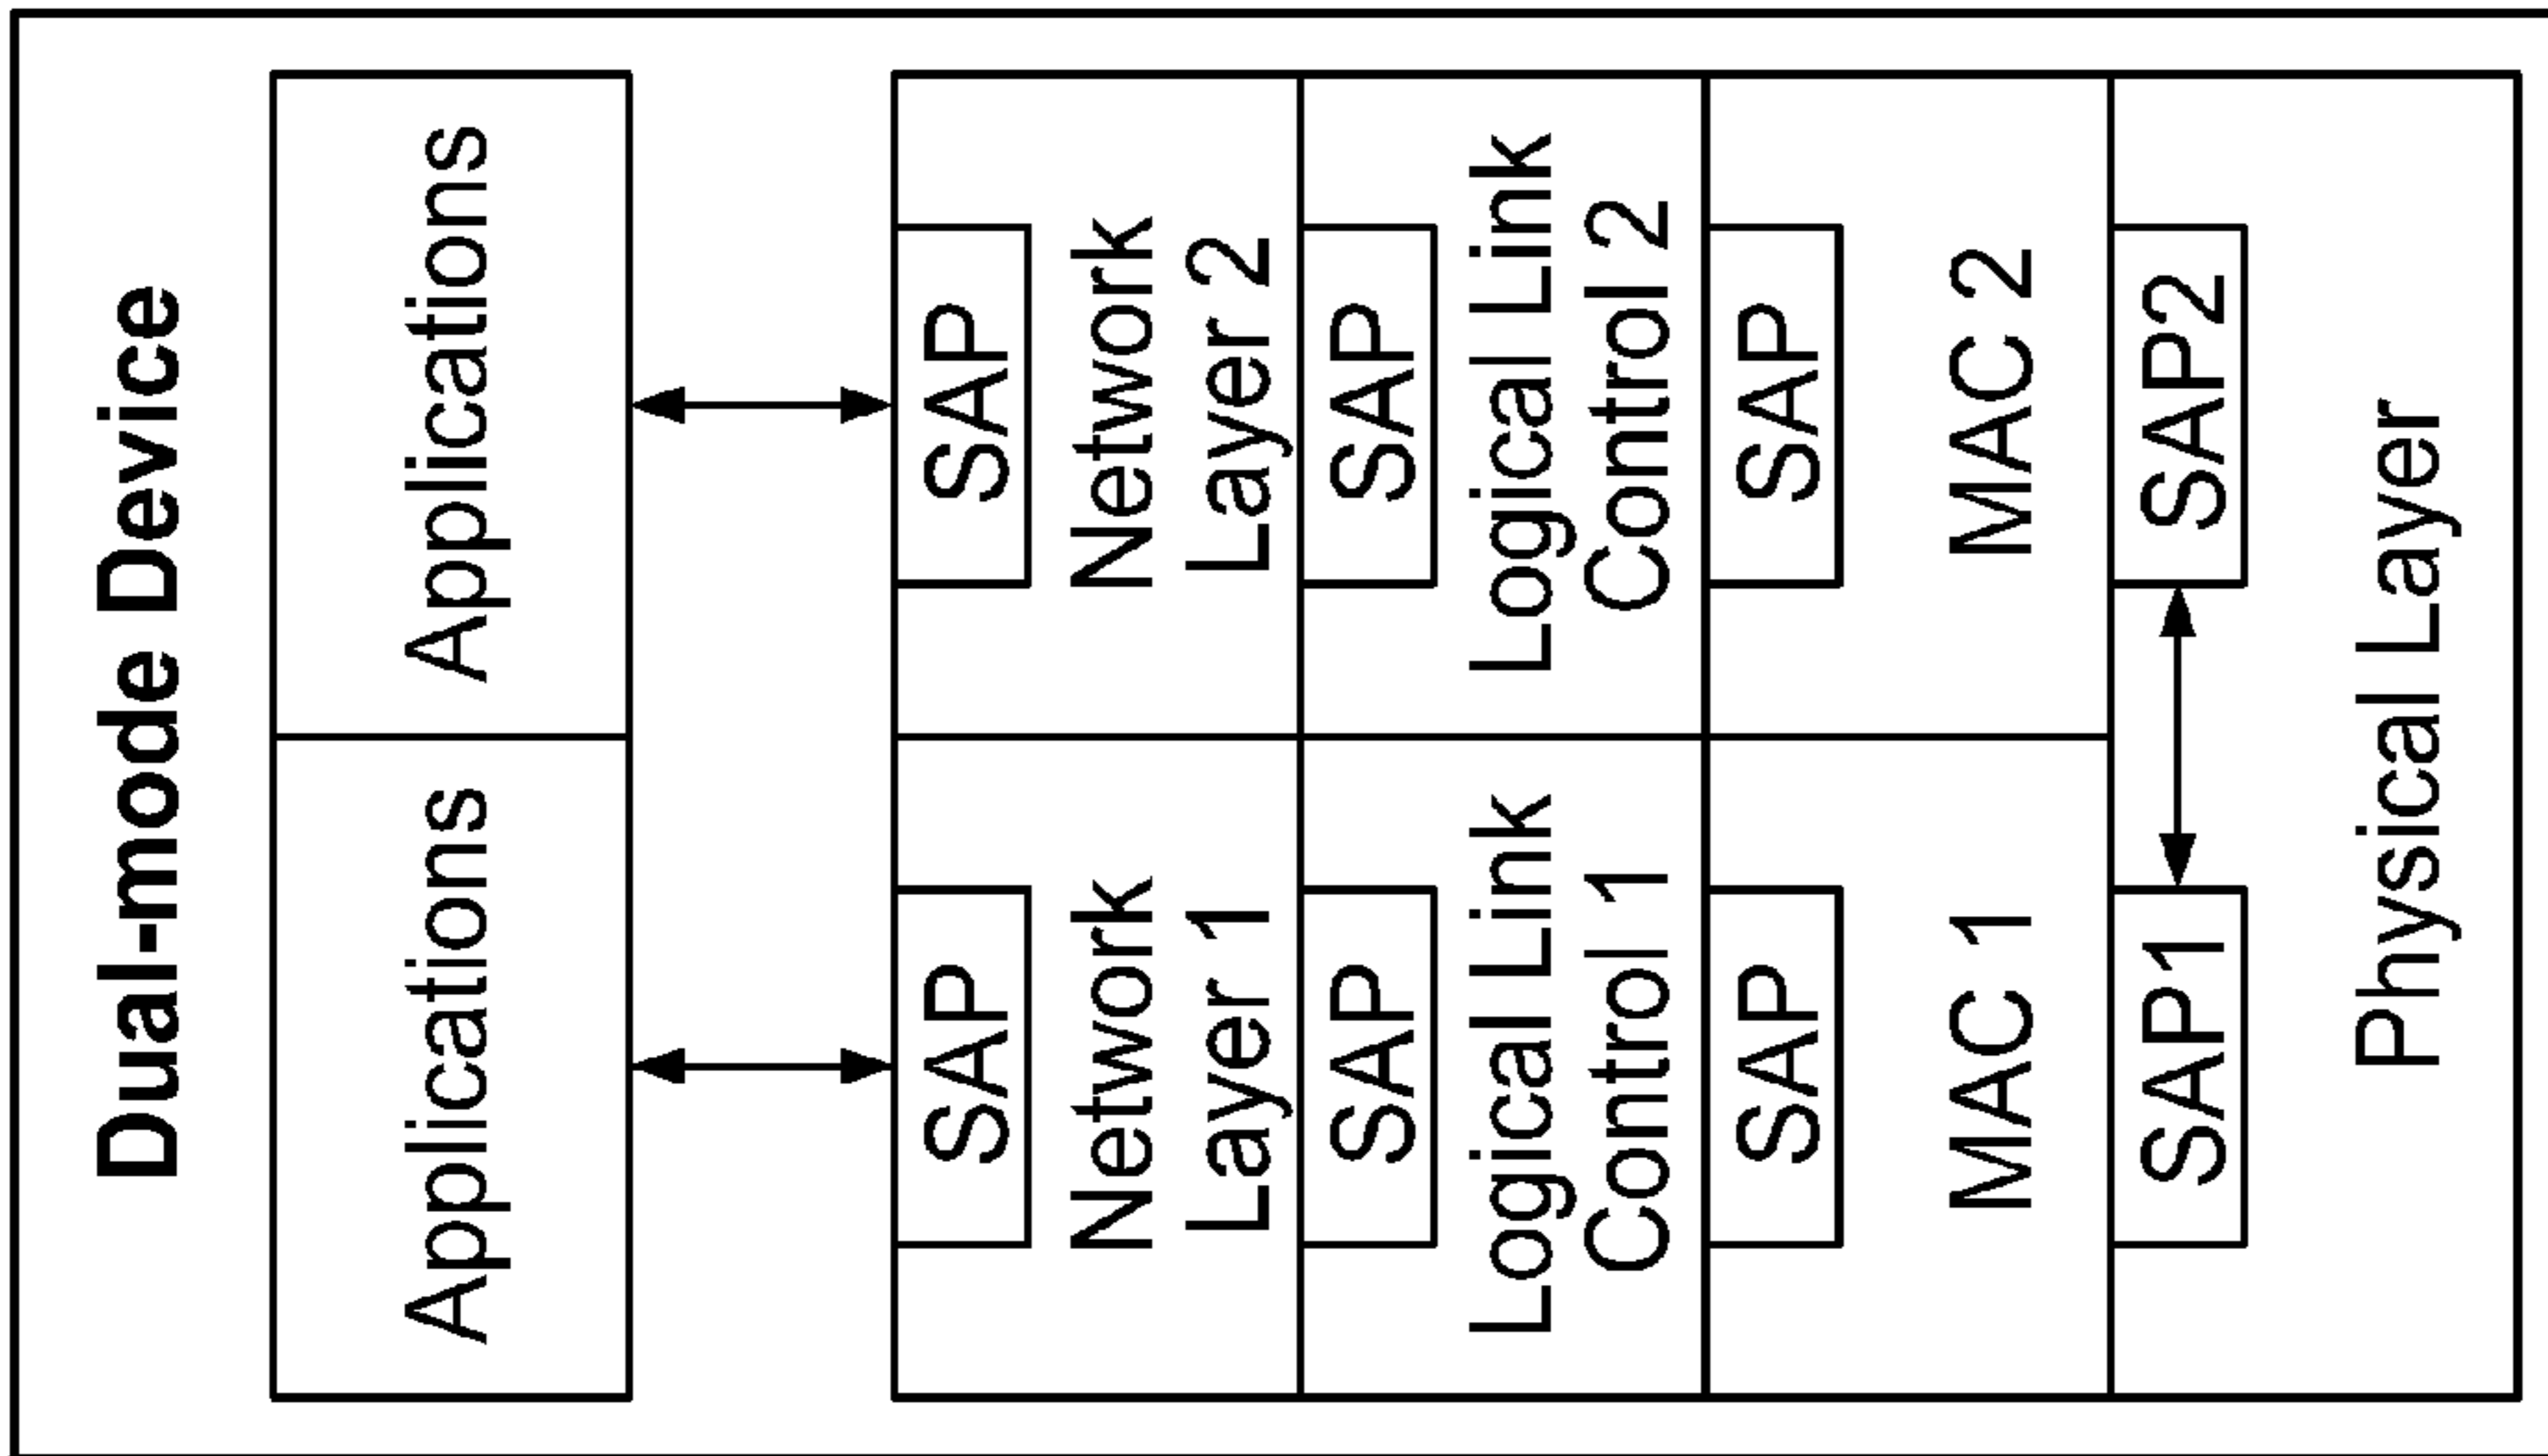 Dual-mode Device
Applications
Applications
SAP
SAP
Network
Layer 1
Network
Layer 2
SAP
SAP
Logical Link
Control 1
Logical Link
Control 2
SAP
SAP
MAC 1
MAC 2
SAP1
SAP2
Physical Layer